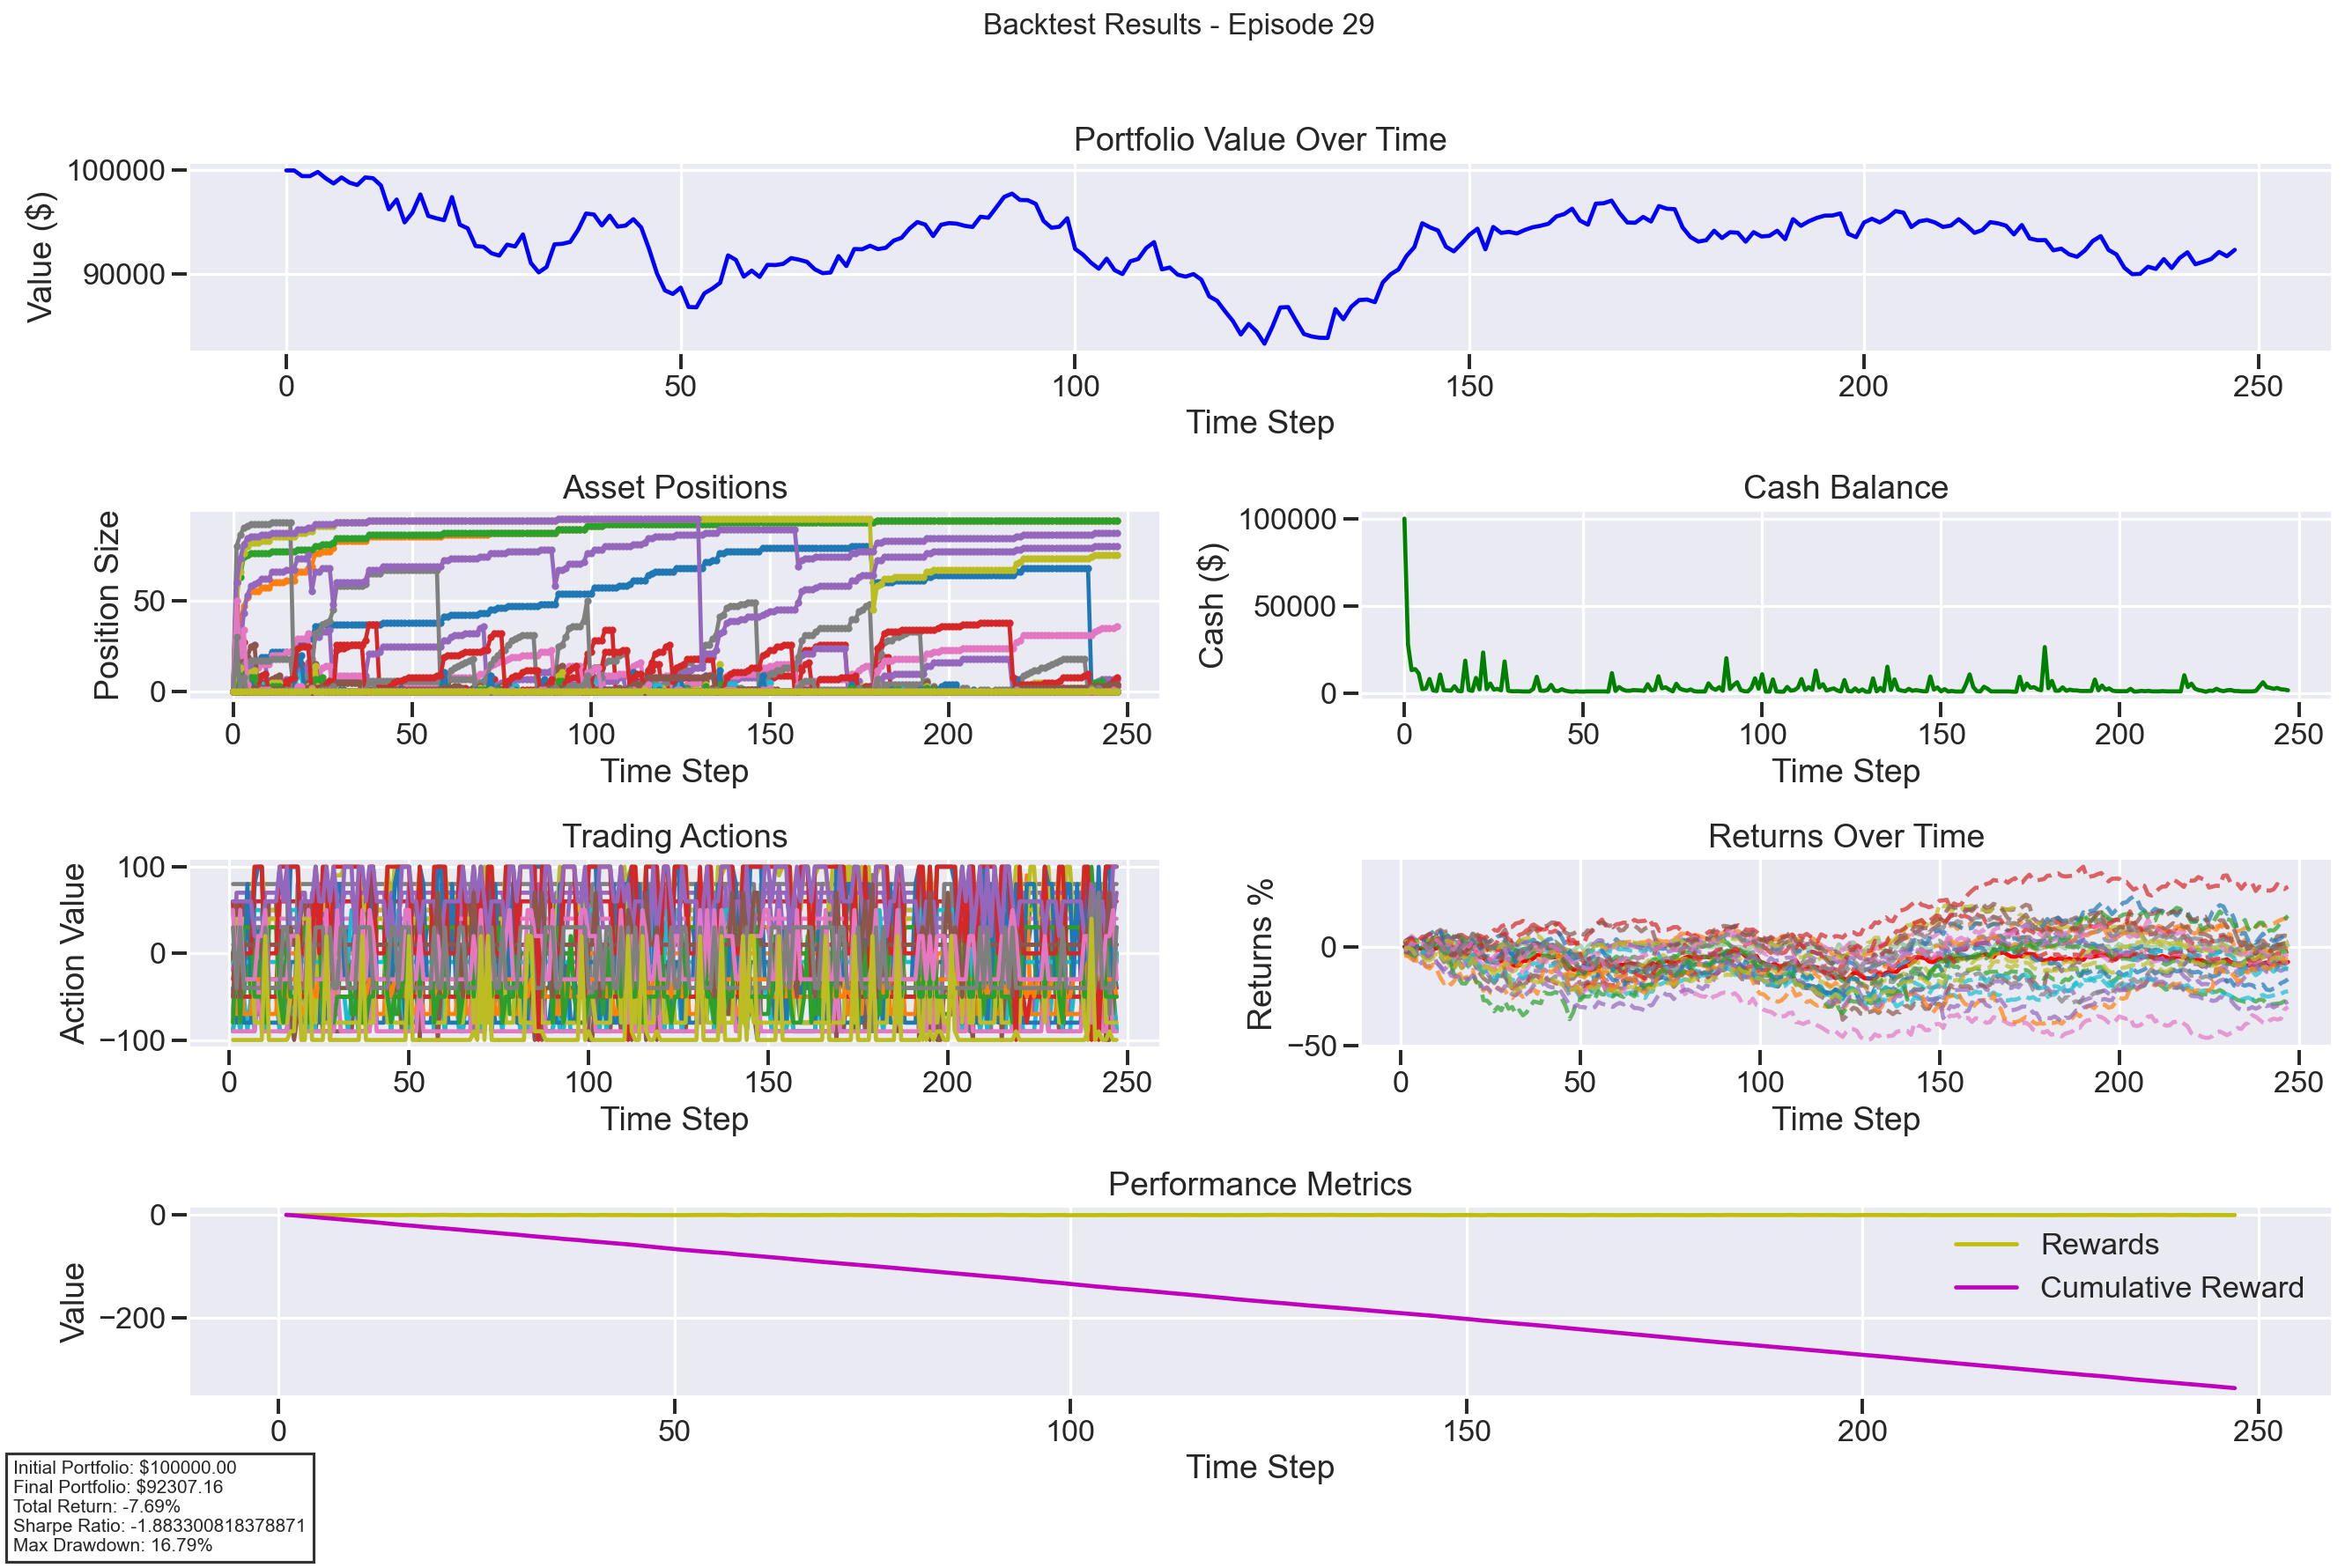 Backtest Results - Episode 29
Portfolio Value Over Time
Value ($)
100000
90000
0 50 100 150 200 250
Time Step
Asset Positions
Position Size
50
0
0 50 100 150 200 250
Time Step
Cash Balance
Cash ($)
100000
50000
0
0 50 100 150 200 250
Time Step
Trading Actions
Action Value
100
0
−100
0 50 100 150 200 250
Time Step
Returns Over Time
Returns %
0
−50
0 50 100 150 200 250
Time Step
Performance Metrics
Value
0
−200
Rewards
Cumulative Reward
0 50 100 150 200 250
Time Step
Initial Portfolio: $100000.00
Final Portfolio: $92307.16
Total Return: -7.69%
Sharpe Ratio: -1.883300818378871
Max Drawdown: 16.79%